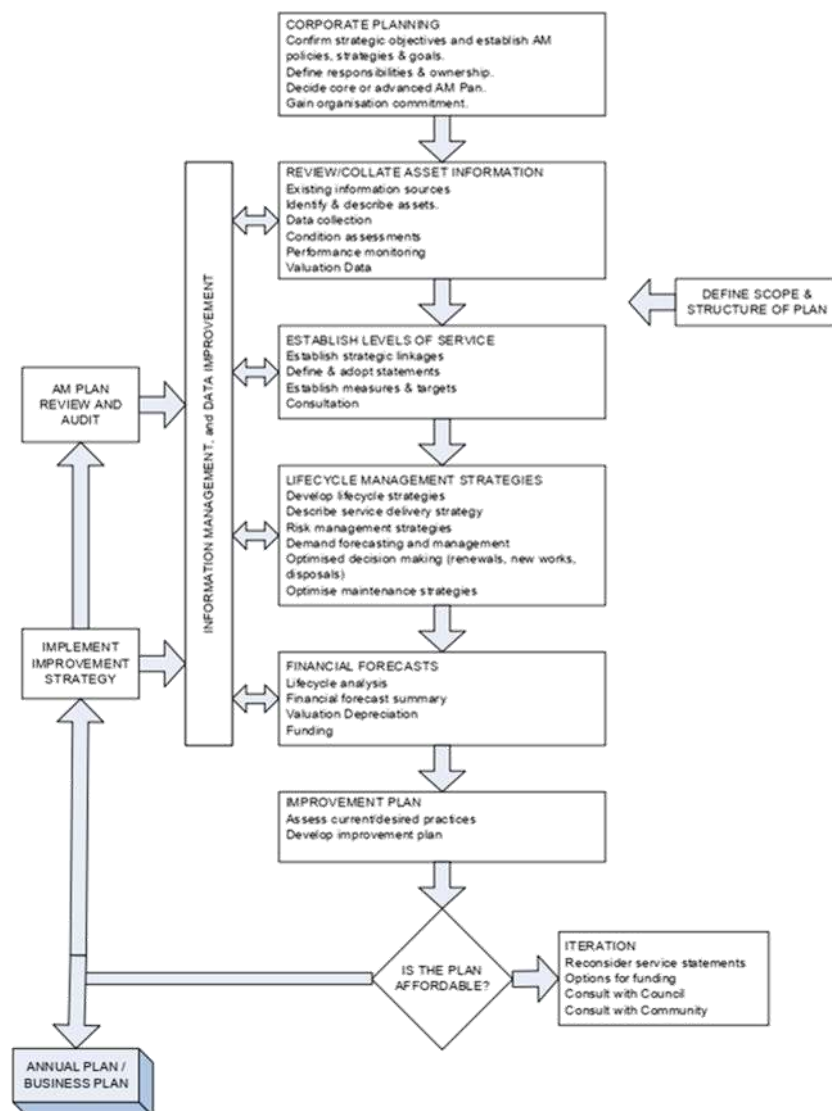 CORPORATE PLANNING
Confirm strategic objectives and establish AM
policies, strategies & goals.
Define responsibilities & ownership.
Decide core or advanced AM Pan.
Gain organisation commitment.
REVIEW/COLLATE ASSET INFORMATION
Existing information sources
Identify & describe assets.
Data collection
Condition assessments
Performance monitoring
Valuation Data
DEFINE SCOPE &
STRUCTURE OF PLAN
INFORMATION MANAGEMENT, and DATA IMPROVEMENT
ESTABLISH LEVELS OF SERVICE
Establish strategic linkages
Define & adopt statements
Establish measures & targets
Consultation
AM PLAN
REVIEW AND
AUDIT
LIFECYCLE MANAGEMENT STRATEGIES
Develop lifecycle strategies
Describe service delivery strategy
Risk management strategies
Demand forecasting and management
Optimised decision making (renewals, new works,
disposals)
Optimise maintenance strategies
IMPLEMENT
IMPROVEMENT
STRATEGY
FINANCIAL FORECASTS
Lifecycle analysis
Financial forecast summary
Valuation Depreciation
Funding
IMPROVEMENT PLAN
Assess current/desired practices
Develop improvement plan
IS THE PLAN
AFFORDABLE?
ITERATION
Reconsider service statements
Options for funding
Consult with Council
Consult with Community
ANNUAL PLAN /
BUSINESS PLAN